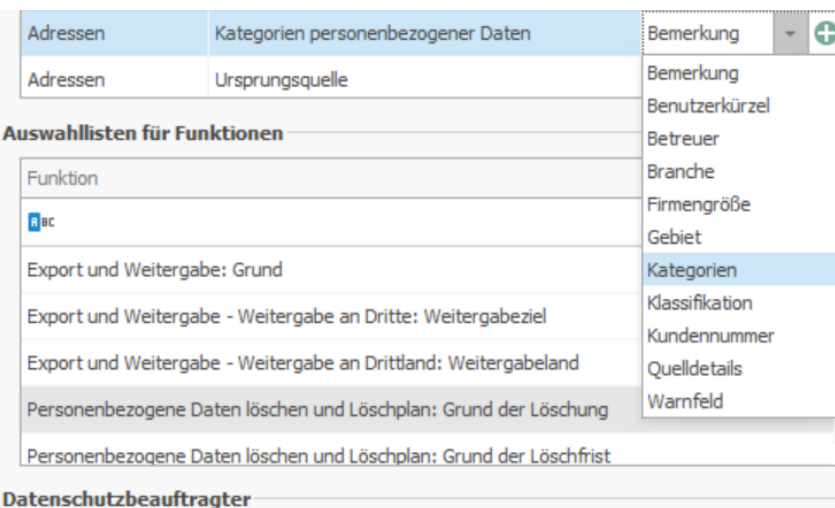 Adressen Kategorien personenbezogener Daten Bemerkung
Adressen Ursprungsquelle
Bemerkung
Benutzerkürzel
Betreuer
Branche
Firmengröße
Gebiet
Kategorien
Klassifikation
Kundennummer
Quelldetails
Warnfeld
Auswahllisten für Funktionen
Funktion
ABC
Export und Weitergabe: Grund
Export und Weitergabe - Weitergabe an Dritte: Weitergabeziel
Export und Weitergabe - Weitergabe an Drittland: Weitergabeland
Personenbezogene Daten löschen und Löschplan: Grund der Löschung
Personenbezogene Daten löschen und Löschplan: Grund der Löschfrist
Datenschutzbeauftragter